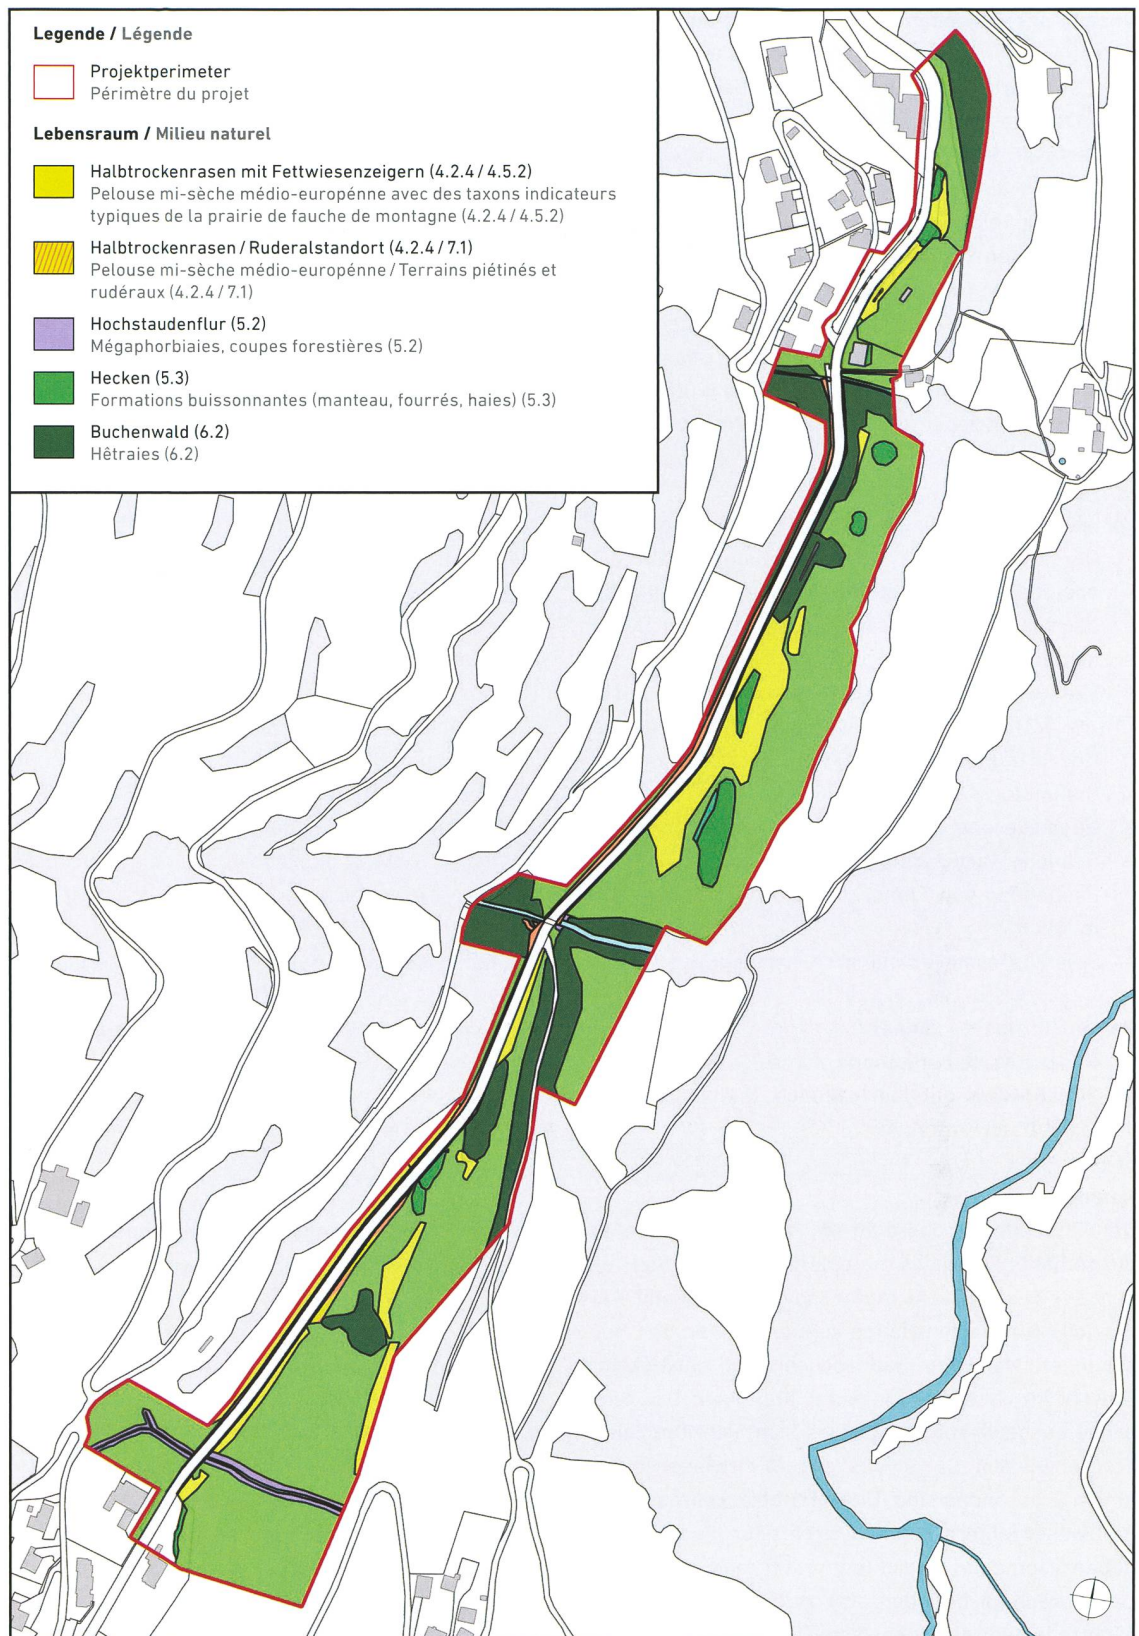 Legende / Légende
Projektperimeter
Périmètre du projet
Lebensraum / Milieu naturel
Halbtrockenrasen mit Fettwiesenzeigern (4.2.4 / 4.5.2)
Pelouse mi-sèche médio-europénne avec des taxons indicateurs
typiques de la prairie de fauche de montagne (4.2.4 / 4.5.2)
Halbtrockenrasen / Ruderalstandort (4.2.4 / 7.1)
Pelouse mi-sèche médio-europénne / Terrains piétinés et
rudéraux (4.2.4 / 7.1)
Hochstaudenflur (5.2)
Mégaphorbiaies, coupes forestières (5.2)
Hecken (5.3)
Formations buissonnantes (manteau, fourrés, haies) (5.3)
Buchenwald (6.2)
Hêtraies (6.2)